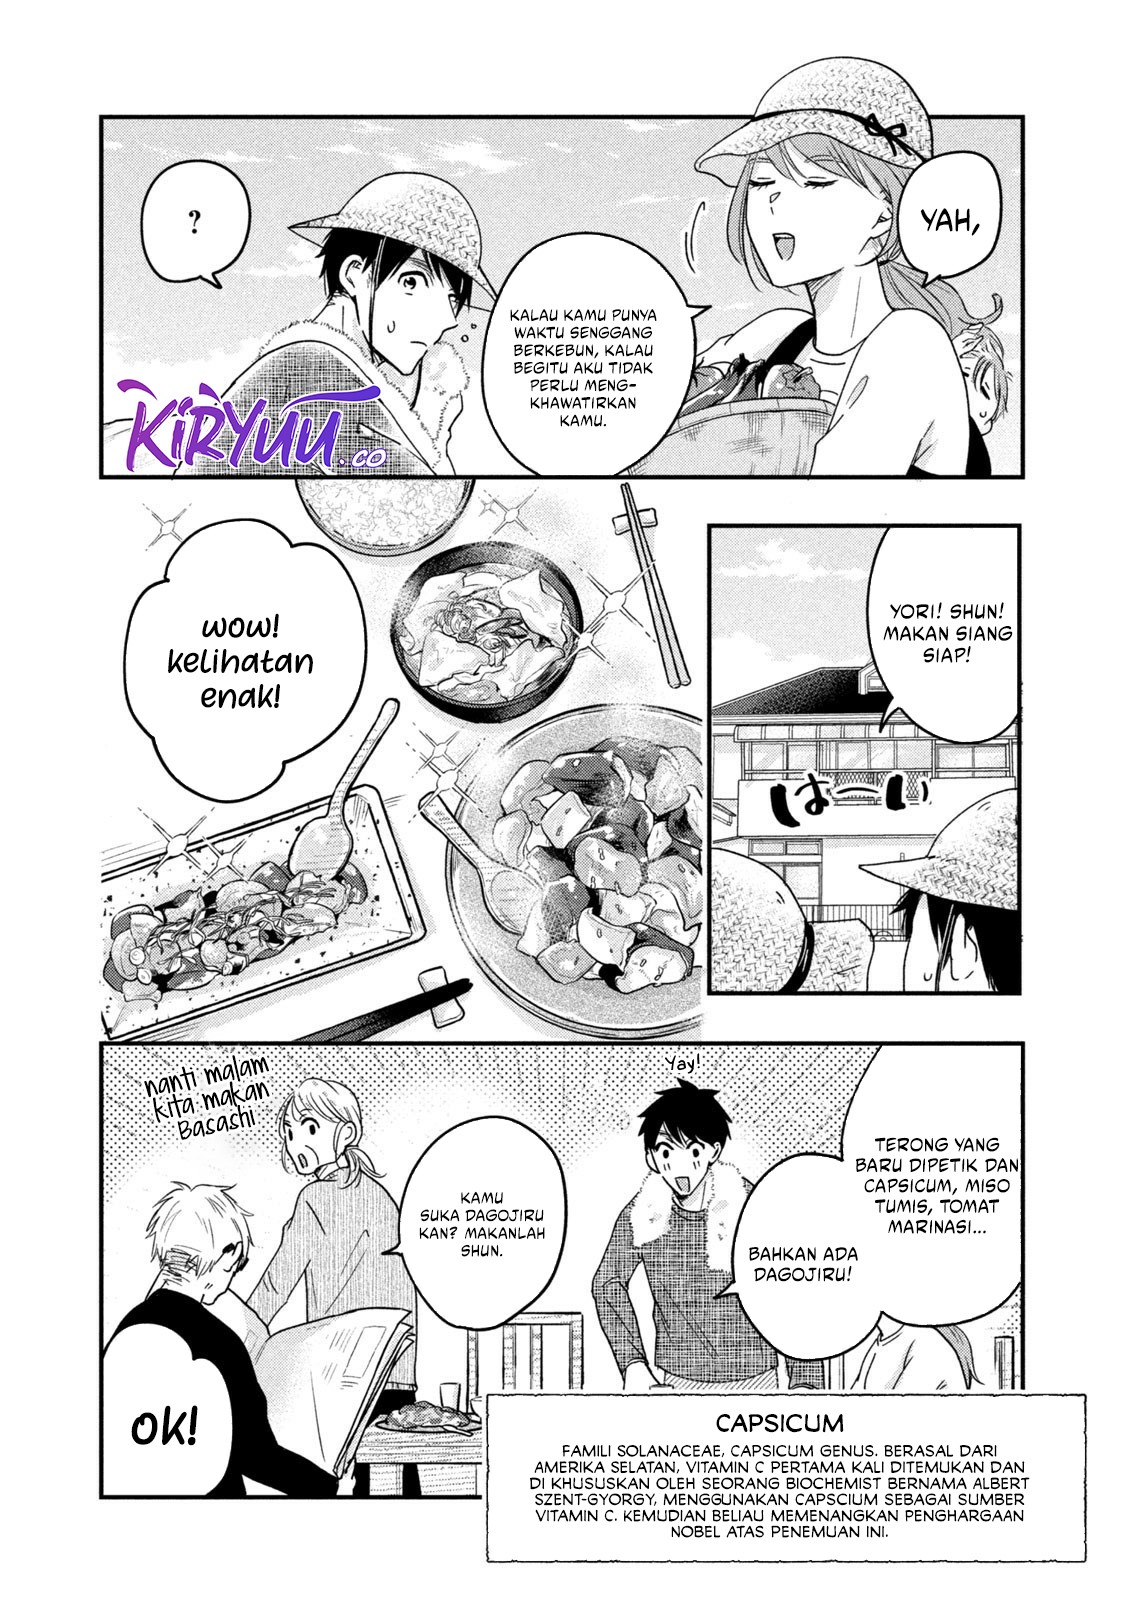 YAH,
KALAU KAMU PUNYA
WAKTU SENGGANG
BERKEBUN, KALAU
BEGITU AKU TIDAK
PERLU MENG-
KHAWATIRKAN
KAMU.
?
KIRYUU.CO
YORI! SHUN!
MAKAN SIANG
SIAP!
はーい
WOW!
kelihatan
enak!
TERONG YANG
BARU DIPETIK DAN
CAPSICUM, MISO
TUMIS, TOMAT
MARINASI...
BAHKAN ADA
DAGOJIRU!
Yay!
KAMU
SUKA DAGOJIRU
KAN? MAKANLAH
SHUN.
nanti malam
kita makan
Basashi
OK!
CAPSICUM
FAMILI SOLANACEAE, CAPSICUM GENUS. BERASAL DARI
AMERIKA SELATAN, VITAMIN C PERTAMA KALI DITEMUKAN DAN
DI KHUSUSKAN OLEH SEORANG BIOCHEMIST BERNAMA ALBERT
SZENT-GYORGY, MENGGUNAKAN CAPSCIUM SEBAGAI SUMBER
VITAMIN C. KEMUDIAN BELIAU MEMENANGKAN PENGHARGAAN
NOBEL ATAS PENEMUAN INI.